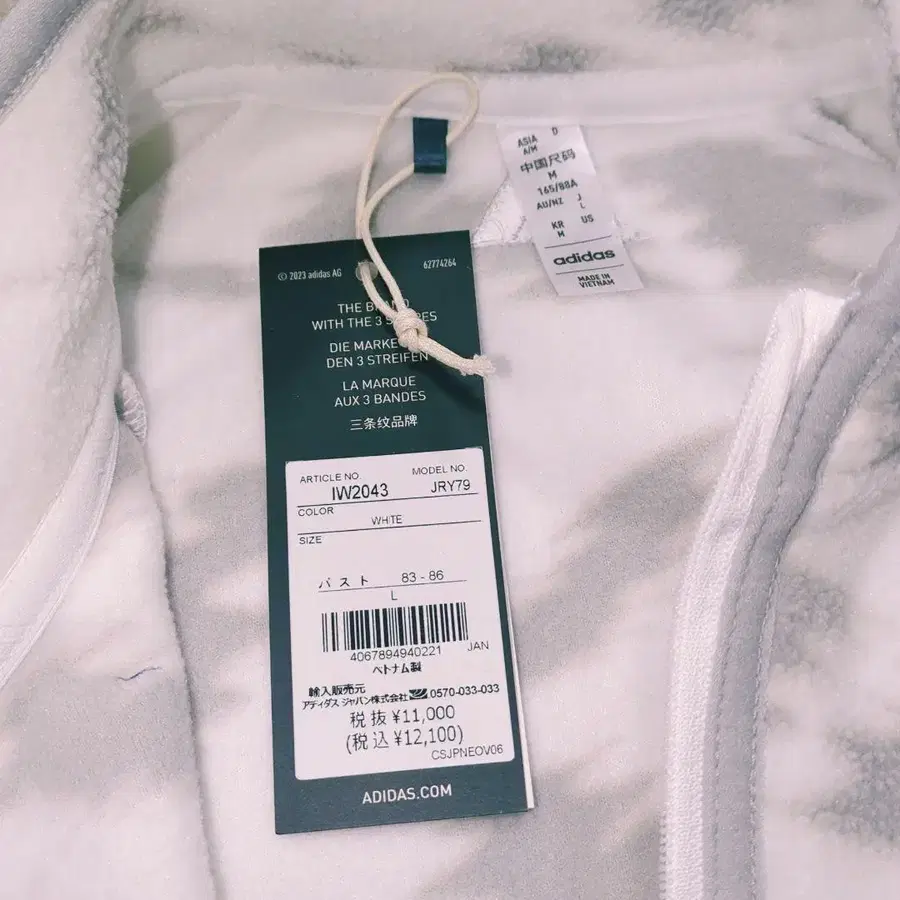 ASIA D
A/M
中国尺码
M
165/88A
AU/NZ J
L
KR US
M
adidas
MADE IN
VIETNAM
© 2023 adidas AG 62774264
THE BRAND
WITH THE 3 STRIPES
DIE MARKE
DEN 3 STREIFEN
LA MARQUE
AUX 3 BANDES
三条纹品牌
ARTICLE NO. MODEL NO.
IW2043 JRY79
COLOR
WHITE
SIZE
バスト 83 - 86
L
4067894940221 JAN
ベトナム製
輸入販売元
アディダス ジャパン株式会社 0570-033-033
税抜 ¥11,000
(税込 ¥12,100)
CSJPNEOV06
ADIDAS.COM